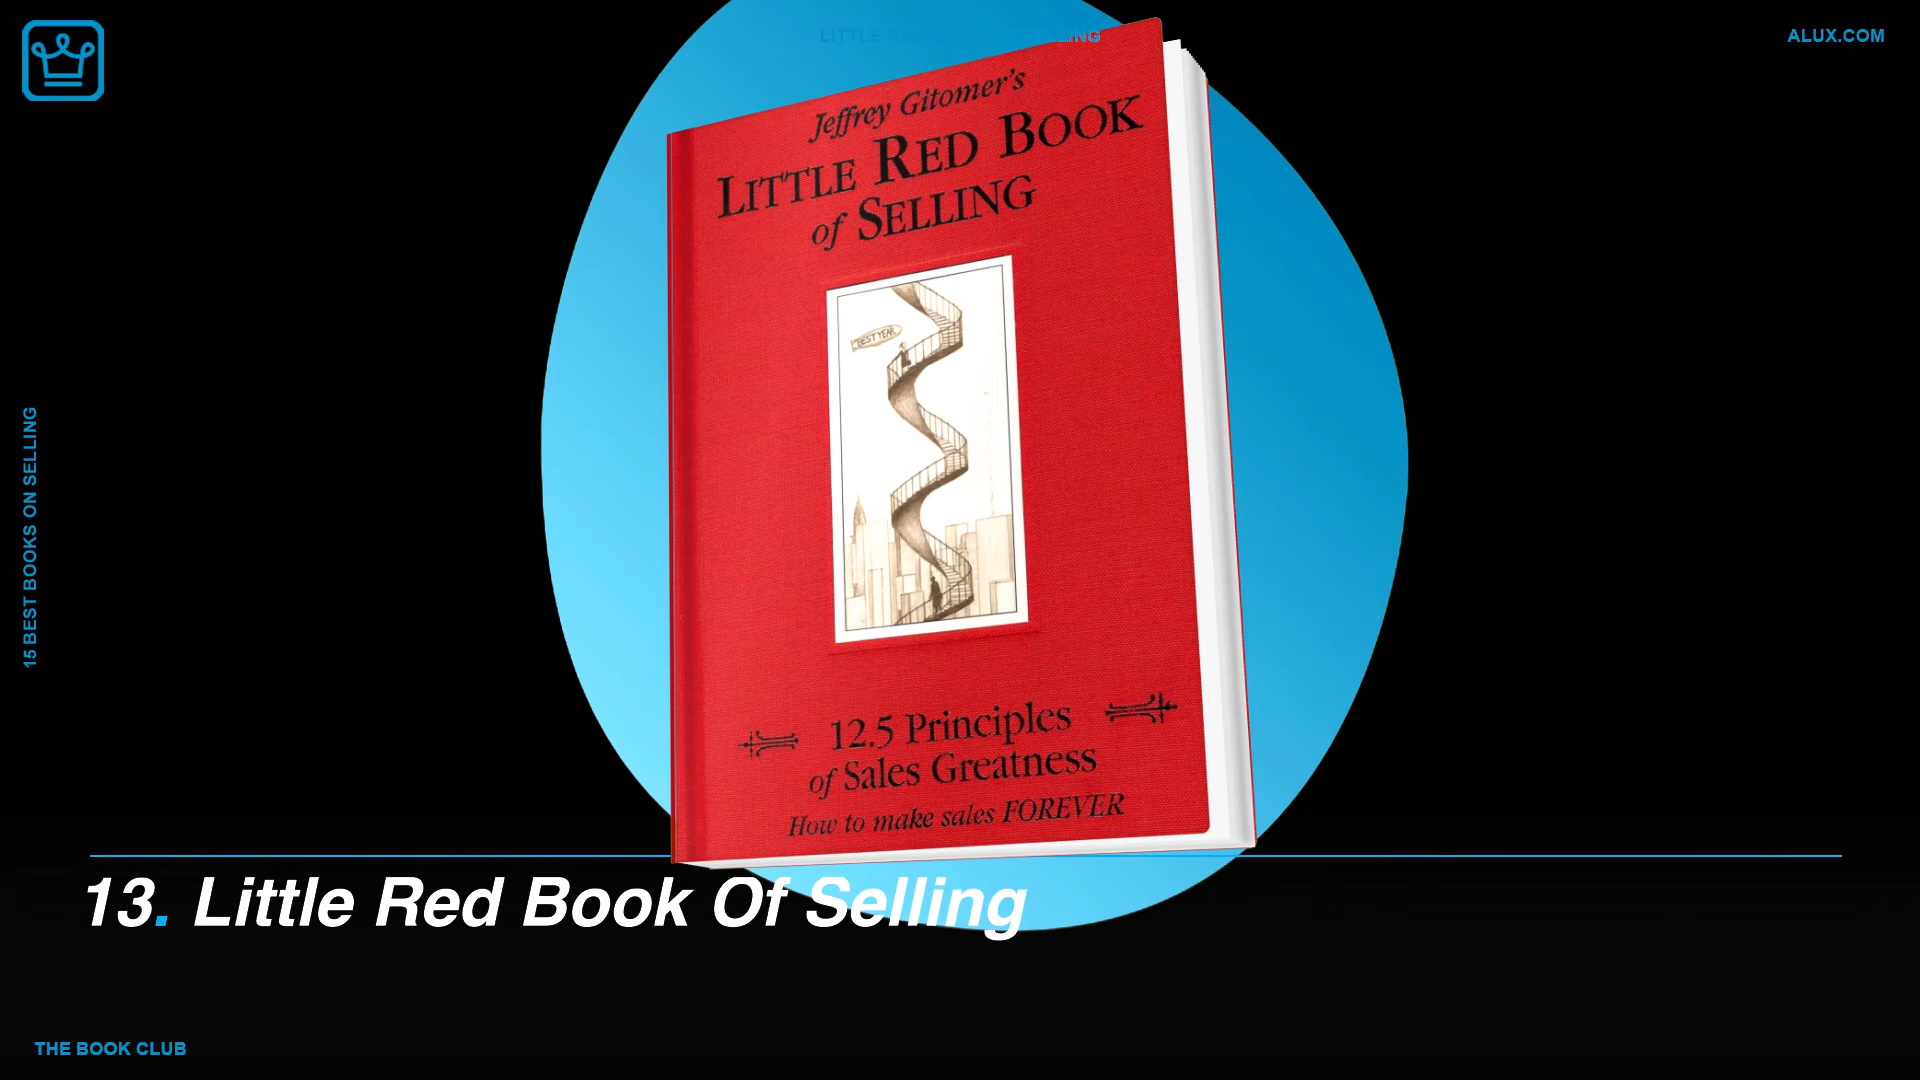 ALUX.COM
Jeffrey Gitomer's
LITTLE RED BOOK
of SELLING
BEST YEAR
12.5 Principles
of Sales Greatness
How to make sales FOREVER
15 BEST BOOKS ON SELLING
13. Little Red Book Of Selling
THE BOOK CLUB